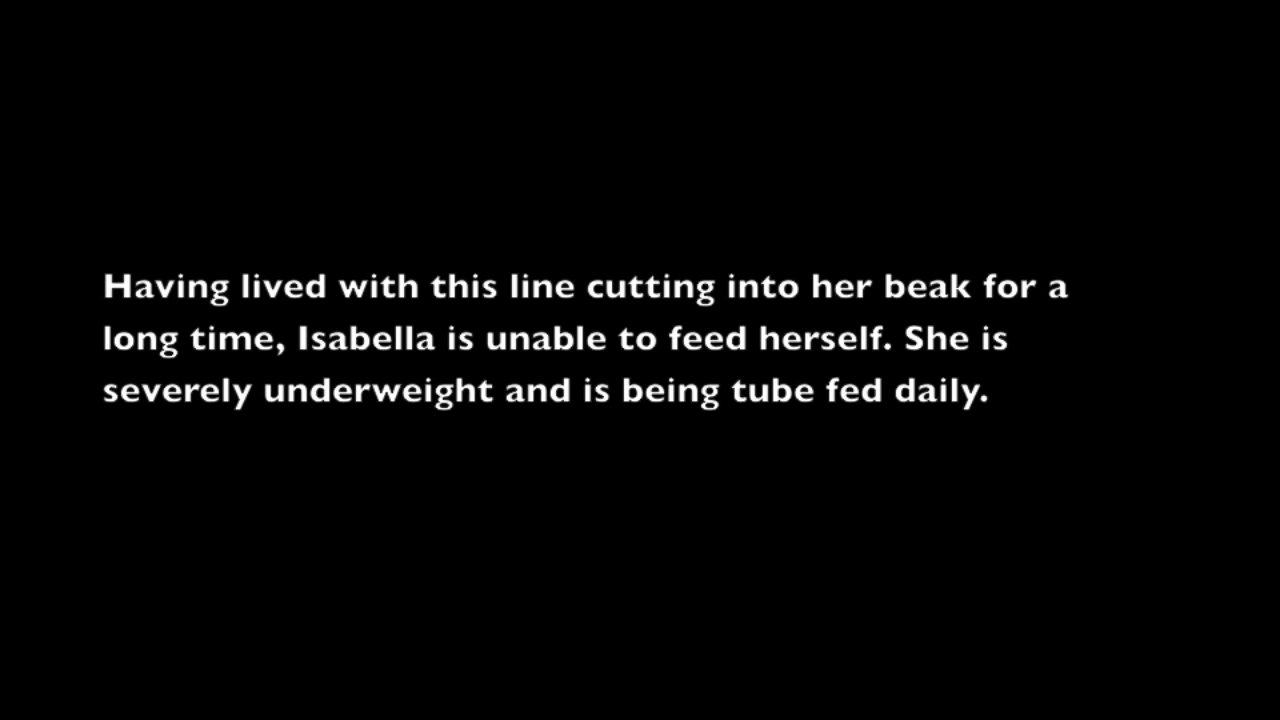 Having lived with this line cutting into her beak for a
long time, Isabella is unable to feed herself. She is
severely underweight and is being tube fed daily.